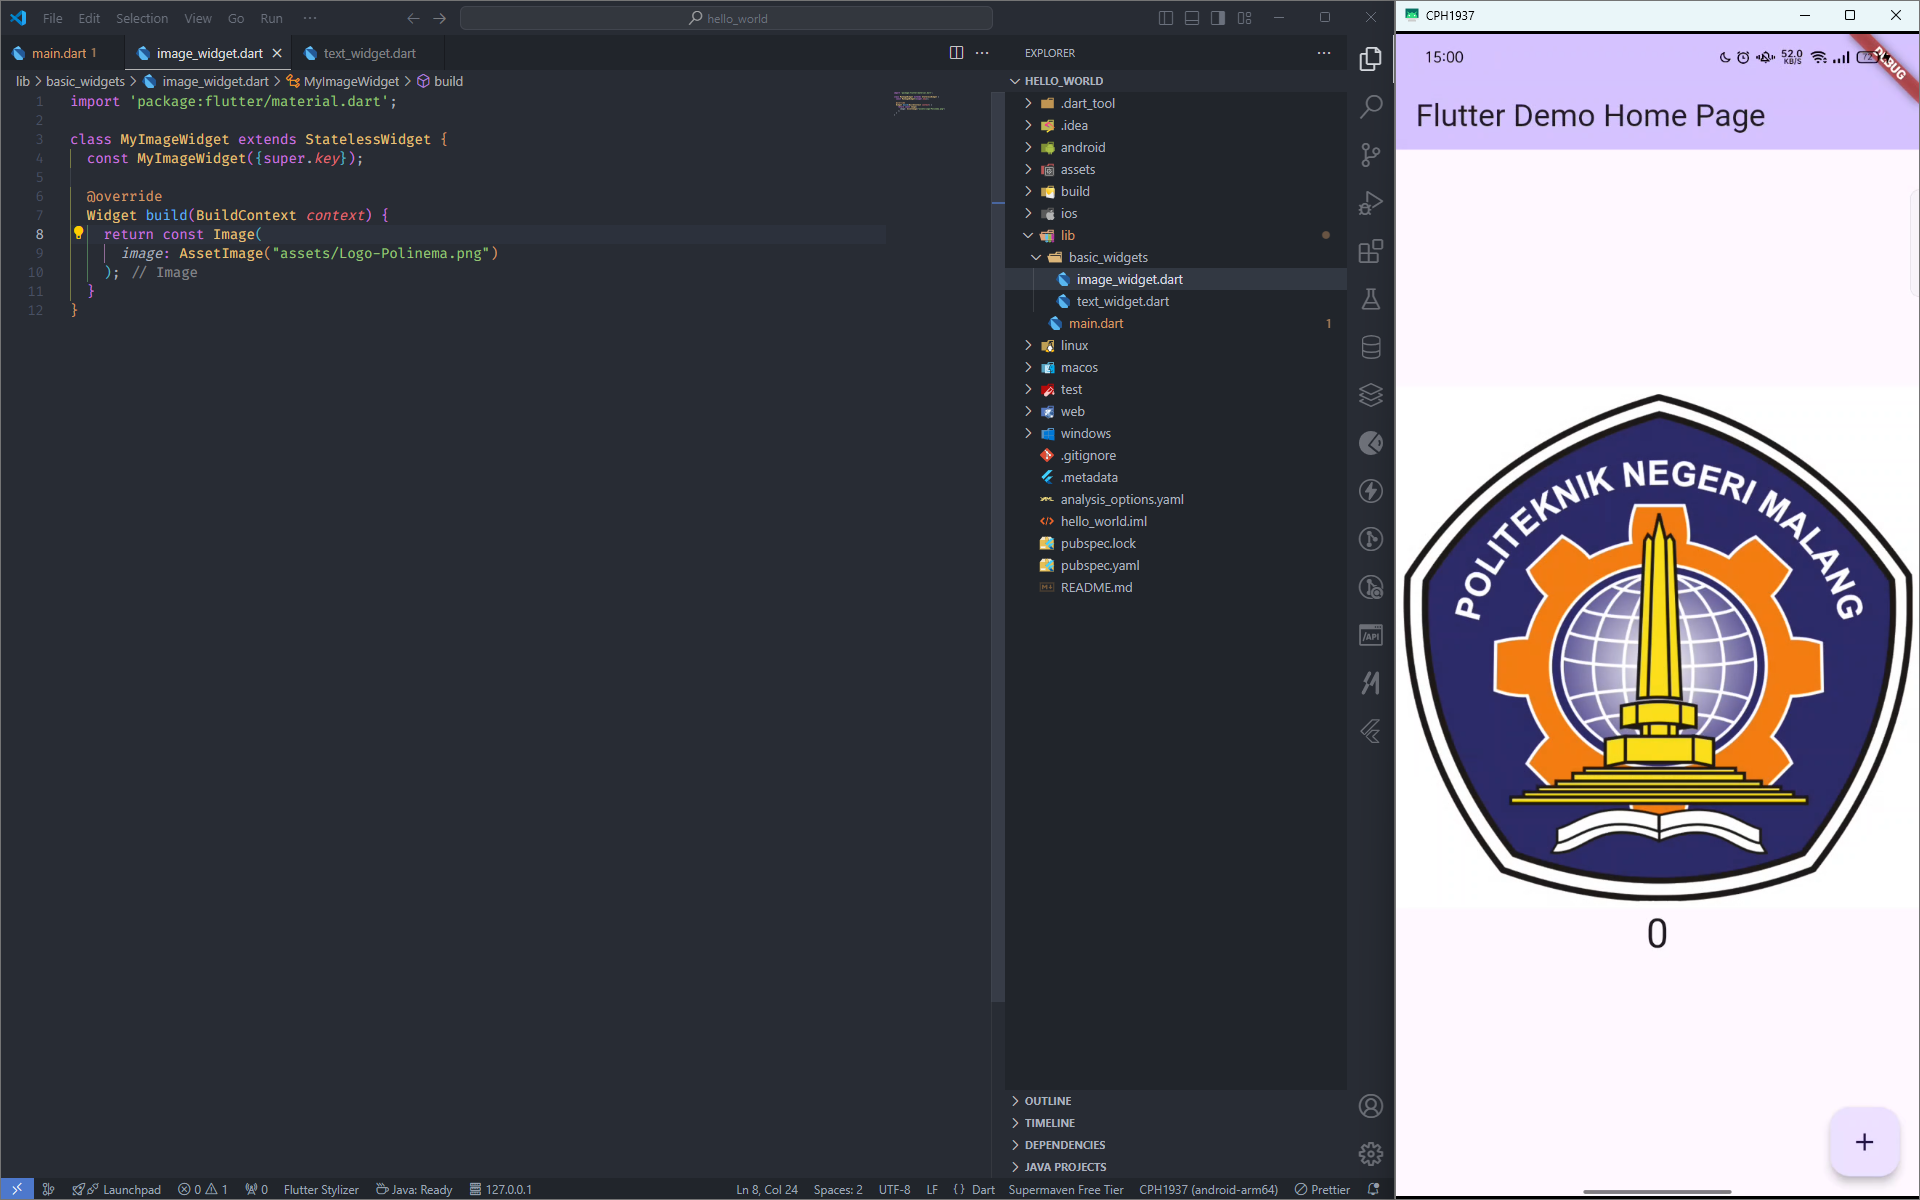 File Edit Selection View Go Run ···
hello_world
main.dart 1
image_widget.dart
text_widget.dart
lib > basic_widgets > image_widget.dart > MyImageWidget > build
1 import 'package:flutter/material.dart';
2
3 class MyImageWidget extends StatelessWidget {
4 const MyImageWidget({super.key});
5
6 @override
7 Widget build(BuildContext context) {
8 return const Image(
9 image: AssetImage("assets/Logo-Polinema.png")
10 ); // Image
11 }
12 }
EXPLORER
HELLO_WORLD
.dart_tool
.idea
android
assets
build
ios
lib
basic_widgets
image_widget.dart
text_widget.dart
main.dart 1
linux
macos
test
web
windows
.gitignore
.metadata
analysis_options.yaml
hello_world.iml
pubspec.lock
pubspec.yaml
README.md
OUTLINE
TIMELINE
DEPENDENCIES
JAVA PROJECTS
API
Launchpad 0 1 0 Flutter Stylizer Java: Ready 127.0.0.1
Ln 8, Col 24 Spaces: 2 UTF-8 LF { } Dart Supermaven Free Tier CPH1937 (android-arm64) Prettier
CPH1937
15:00
52.0 KB/S
72
DEBUG
Flutter Demo Home Page
POLITEKNIK NEGERI MALANG
0
+